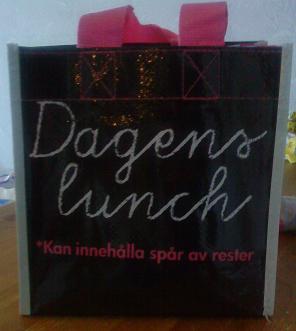 Dagens
lunch
*Kan innehålla spår av rester